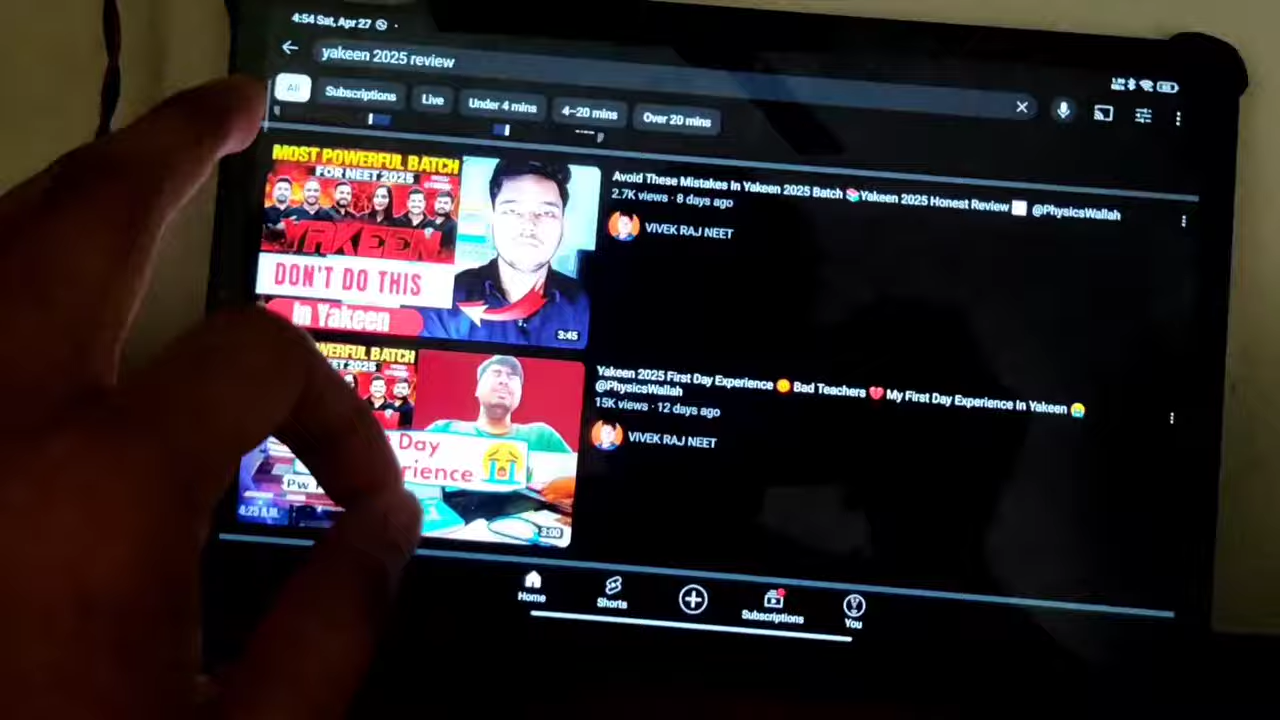 4:54 Sat, Apr 27
yakeen 2025 review
All
Subscriptions
Live
Under 4 mins
4–20 mins
Over 20 mins
MOST POWERFUL BATCH
FOR NEET 2025
YAKEEN
DON'T DO THIS
In Yakeen
3:45
Avoid These Mistakes In Yakeen 2025 Batch 📚Yakeen 2025 Honest Review @PhysicsWallah
2.7K views · 8 days ago
VIVEK RAJ NEET
WERFUL BATCH
EET 2025
Day
rience 😭
Pw
4:25 A.M.
3:00
Yakeen 2025 First Day Experience Bad Teachers 💔 My First Day Experience In Yakeen 😭
@PhysicsWallah
15K views · 12 days ago
VIVEK RAJ NEET
Home
Shorts
Subscriptions
You